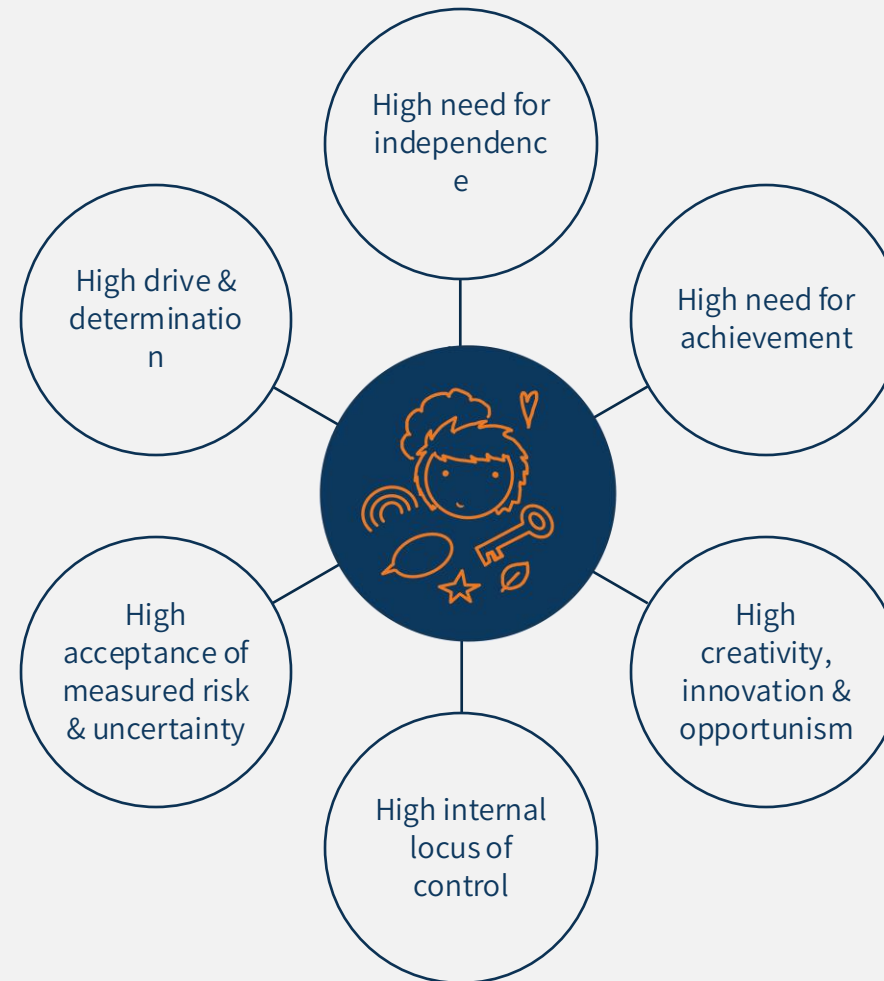 High need for
independenc
e
High drive &
determinatio
n
High need for
achievement
High
acceptance of
measured risk
& uncertainty
High
creativity,
innovation &
opportunism
High internal
locus of
control